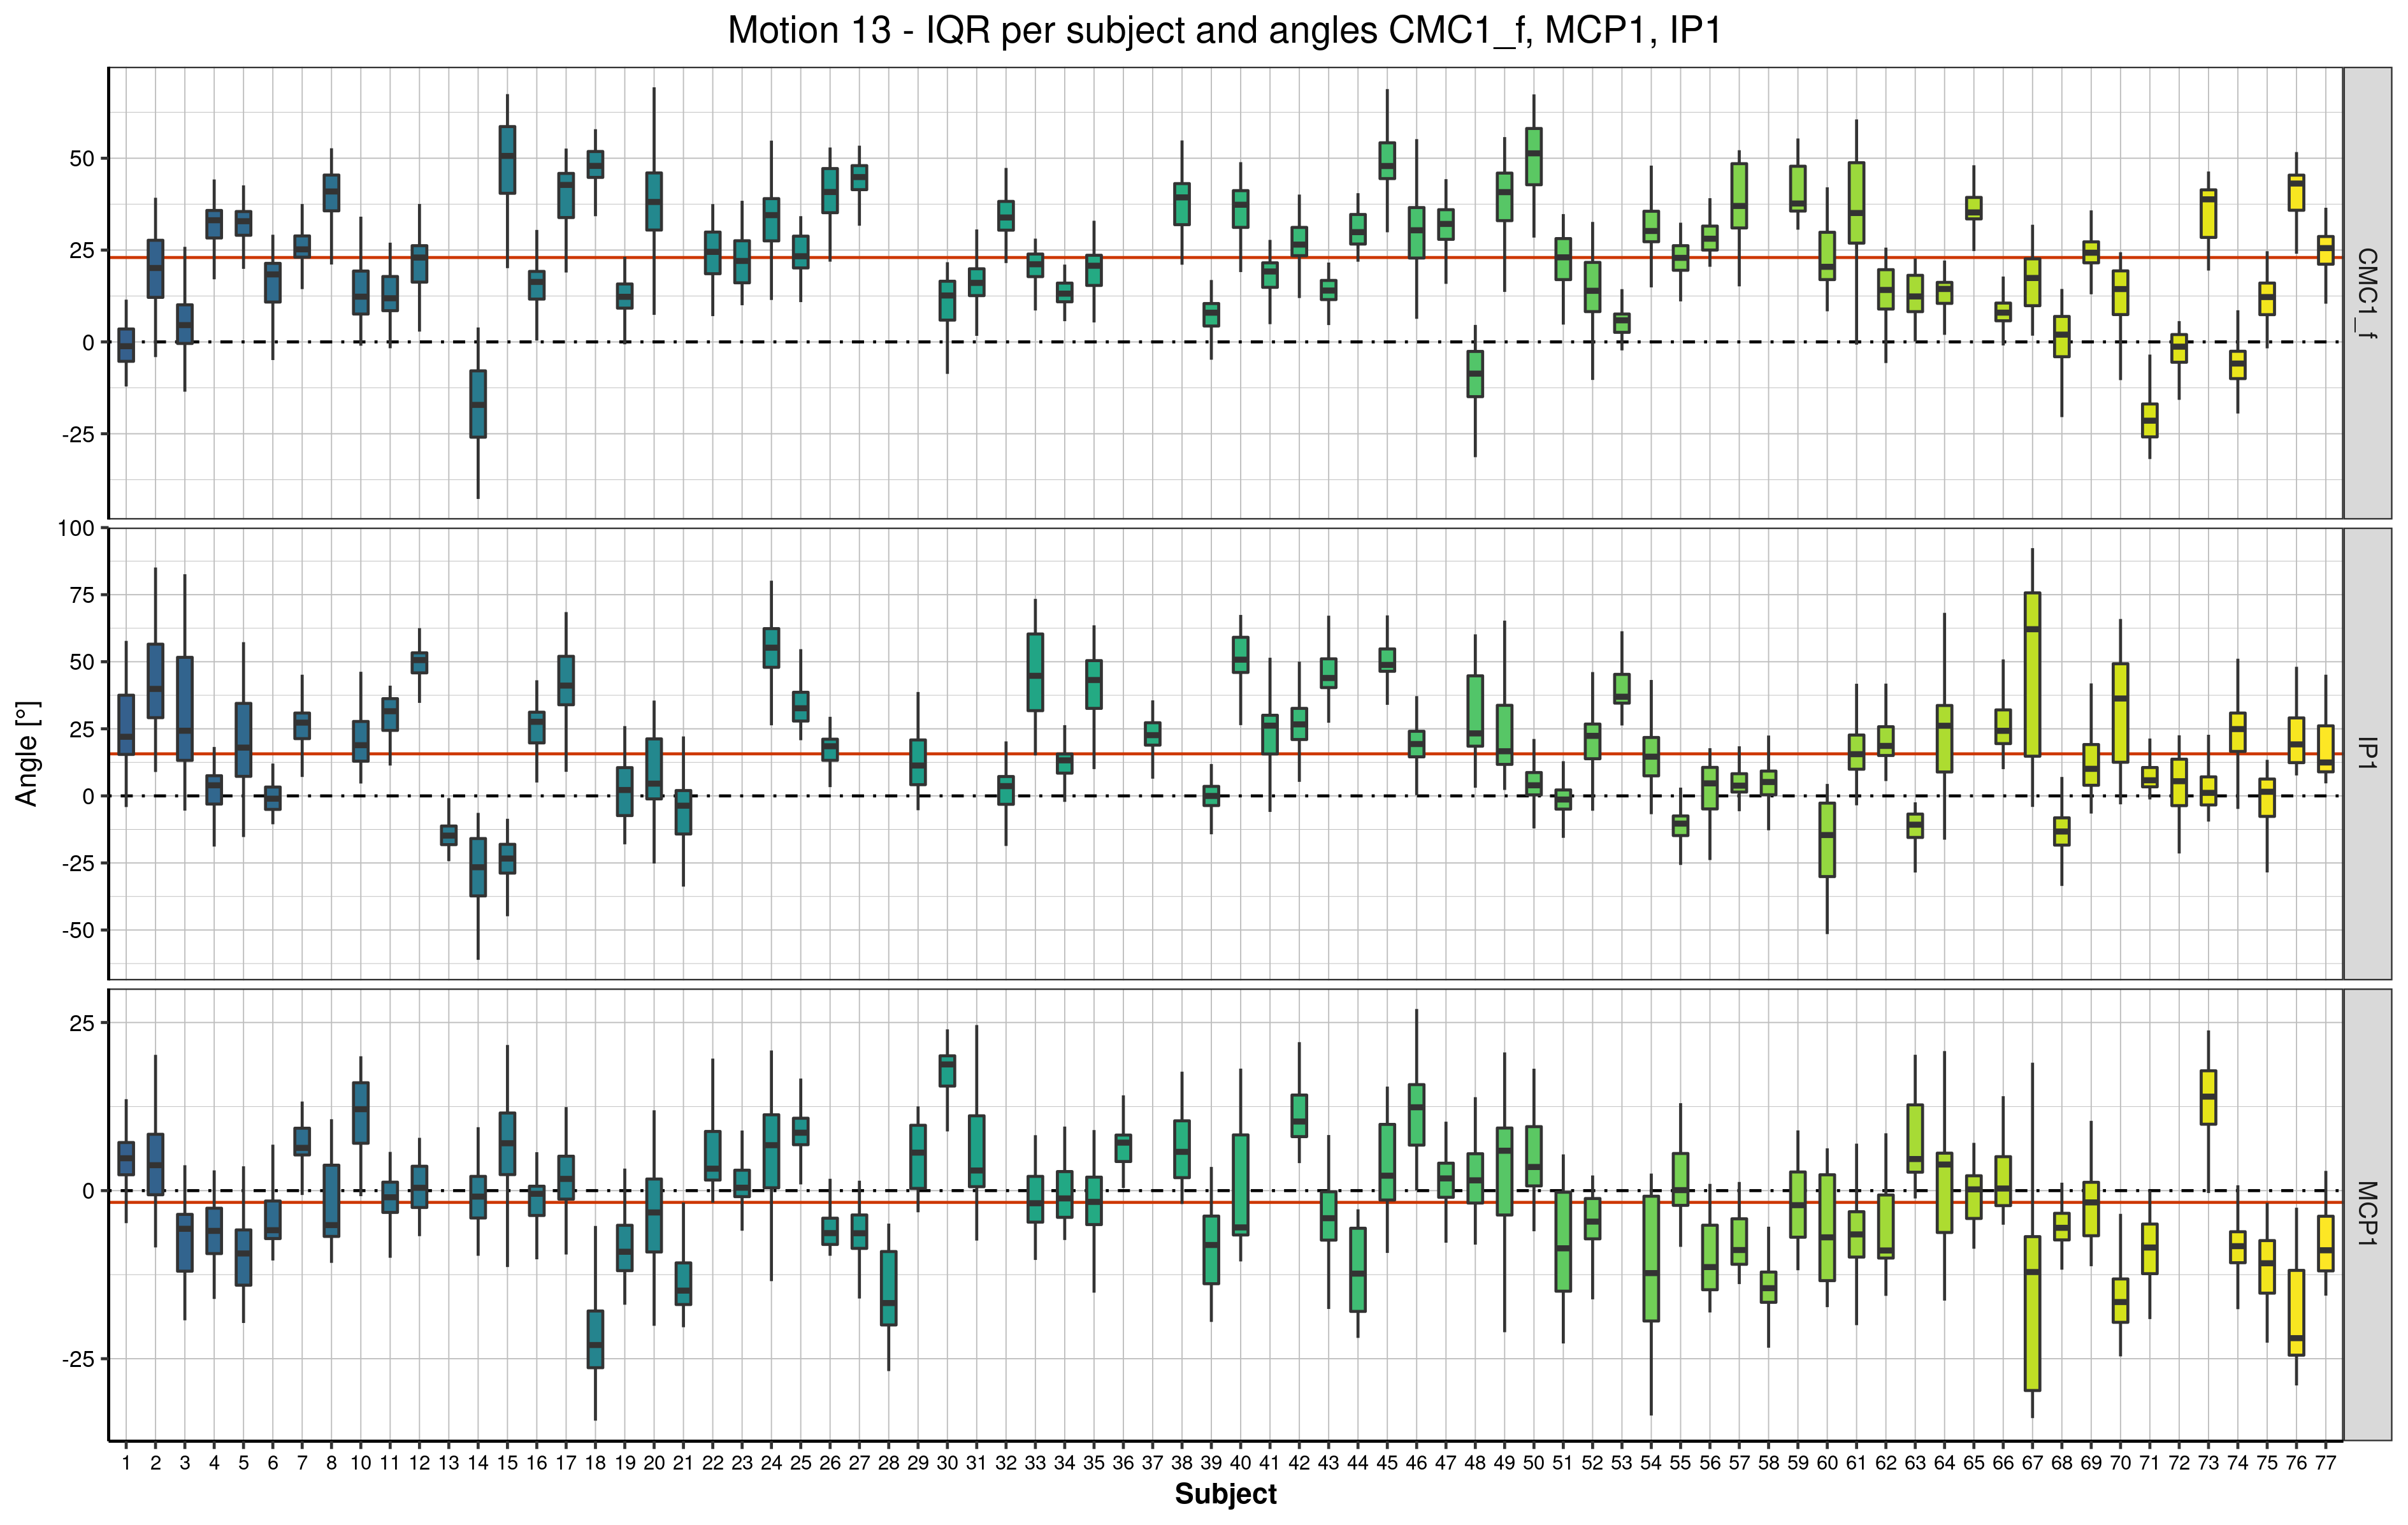 Motion 13 - IQR per subject and angles CMC1_f, MCP1, IP1
50
25
0
-25
CMC1_f
100
75
50
25
0
-25
-50
IP1
Angle [°]
25
0
-25
MCP1
1 2 3 4 5 6 7 8 10 11 12 13 14 15 16 17 18 19 20 21 22 23 24 25 26 27 28 29 30 31 32 33 34 35 36 37 38 39 40 41 42 43 44 45 46 47 48 49 50 51 52 53 54 55 56 57 58 59 60 61 62 63 64 65 66 67 68 69 70 71 72 73 74 75 76 77
Subject